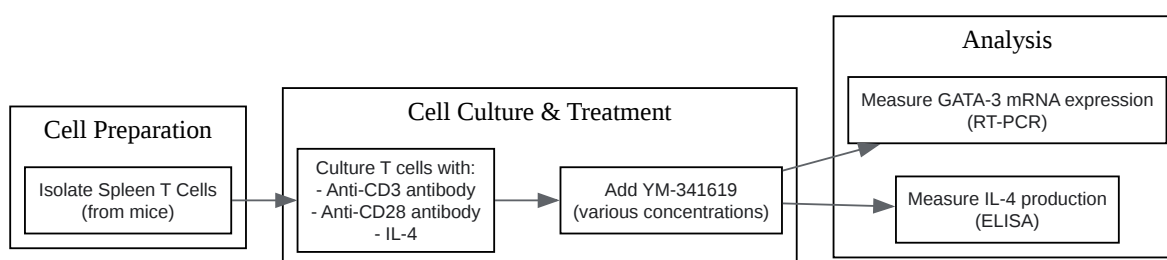 Cell Preparation
Isolate Spleen T Cells
(from mice)
Cell Culture & Treatment
Culture T cells with:
- Anti-CD3 antibody
- Anti-CD28 antibody
- IL-4
Add YM-341619
(various concentrations)
Analysis
Measure GATA-3 mRNA expression
(RT-PCR)
Measure IL-4 production
(ELISA)